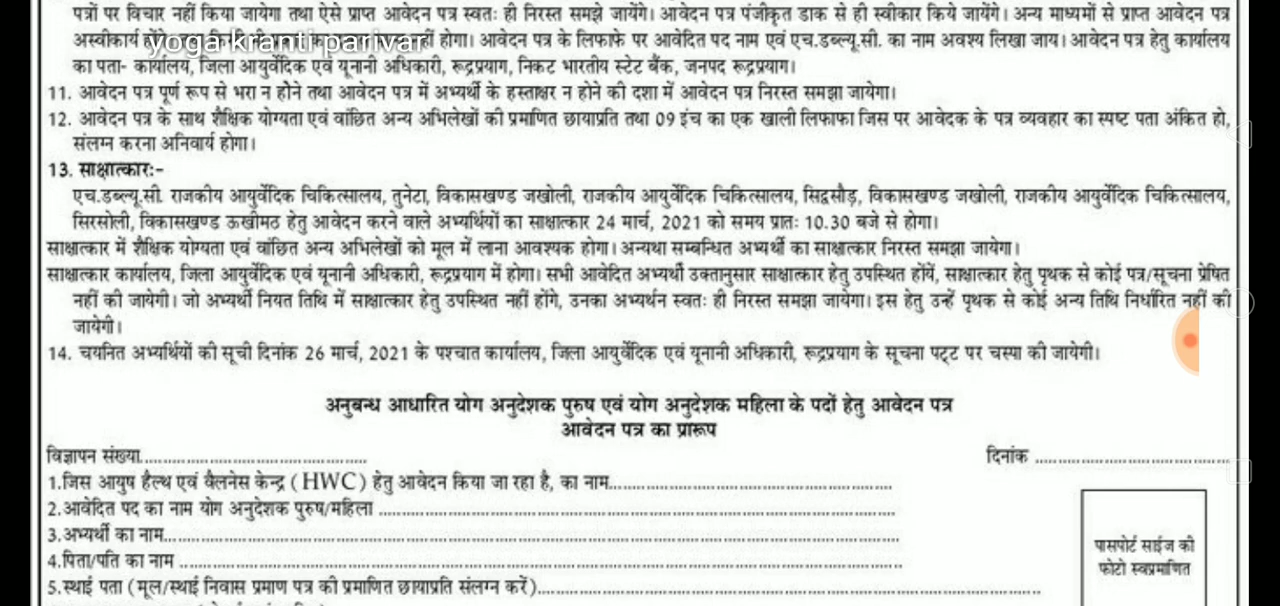 पत्रों पर विचार नहीं किया जायेगा तथा ऐसे प्राप्त आवेदन पत्र स्वतः ही निरस्त समझे जायेंगे। आवेदन पत्र पंजीकृत डाक से ही स्वीकार किये जायेंगे। अन्य माध्यमों से प्राप्त आवेदन पत्र
yoga kranti parivar
अस्वीकार्य होंगे नहीं होगा। आवेदन पत्र के लिफाफे पर आवेदित पद नाम एवं एच.डब्ल्यू.सी. का नाम अवश्य लिखा जाय। आवेदन पत्र हेतु कार्यालय
का पता- कार्यालय, जिला आयुर्वेदिक एवं यूनानी अधिकारी, रूद्रप्रयाग, निकट भारतीय स्टेट बैंक, जनपद रूद्रप्रयाग।
11. आवेदन पत्र पूर्ण रूप से भरा न होने तथा आवेदन पत्र में अभ्यर्थी के हस्ताक्षर न होने की दशा में आवेदन पत्र निरस्त समझा जायेगा।
12. आवेदन पत्र के साथ शैक्षिक योग्यता एवं वांछित अन्य अभिलेखों की प्रमाणित छायाप्रति तथा 09 इंच का एक खाली लिफाफा जिस पर आवेदक के पत्र व्यवहार का स्पष्ट पता अंकित हो,
संलग्न करना अनिवार्य होगा।
13. साक्षात्कारः-
एच.डब्ल्यू.सी. राजकीय आयुर्वेदिक चिकित्सालय, तुनेटा, विकासखण्ड जखोली, राजकीय आयुर्वेदिक चिकित्सालय, सिद्वसौड़, विकासखण्ड जखोली, राजकीय आयुर्वेदिक चिकित्सालय,
सिरसोली, विकासखण्ड ऊखीमठ हेतु आवेदन करने वाले अभ्यर्थियों का साक्षात्कार 24 मार्च, 2021 को समय प्रातः 10.30 बजे से होगा।
साक्षात्कार में शैक्षिक योग्यता एवं वांछित अन्य अभिलेखों को मूल में लाना आवश्यक होगा। अन्यथा सम्बन्धित अभ्यर्थी का साक्षात्कार निरस्त समझा जायेगा।
साक्षात्कार कार्यालय, जिला आयुर्वेदिक एवं यूनानी अधिकारी, रूद्रप्रयाग में होगा। सभी आवेदित अभ्यर्थी उक्तानुसार साक्षात्कार हेतु उपस्थित होंयें, साक्षात्कार हेतु पृथक से कोई पत्र/सूचना प्रेषित
नहीं की जायेगी। जो अभ्यर्थी नियत तिथि में साक्षात्कार हेतु उपस्थित नहीं होंगे, उनका अभ्यर्थन स्वतः ही निरस्त समझा जायेगा। इस हेतु उन्हें पृथक से कोई अन्य तिथि निर्धारित नहीं की
जायेगी।
14. चयनित अभ्यर्थियों की सूची दिनांक 26 मार्च, 2021 के पश्चात कार्यालय, जिला आयुर्वेदिक एवं यूनानी अधिकारी, रूद्रप्रयाग के सूचना पट्ट पर चस्पा की जायेगी।
अनुबन्ध आधारित योग अनुदेशक पुरुष एवं योग अनुदेशक महिला के पदों हेतु आवेदन पत्र
आवेदन पत्र का प्रारूप
विज्ञापन संख्या.................... दिनांक ....................
1.जिस आयुष हैल्थ एवं वैलनेस केन्द्र (HWC) हेतु आवेदन किया जा रहा है, का नाम....................
2.आवेदित पद का नाम योग अनुदेशक पुरुष/महिला ....................
3.अभ्यर्थी का नाम....................
4.पिता/पति का नाम ....................
5.स्थाई पता (मूल/स्थाई निवास प्रमाण पत्र की प्रमाणित छायाप्रति संलग्न करें)....................
पासपोर्ट साईज की
फोटो स्वप्रमाणित